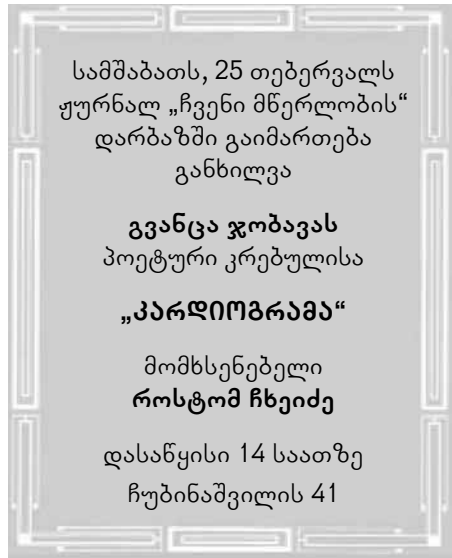 სამშაბათს, 25 თებერვალს
ჟურნალ „ჩვენი მწერლობის“
დარბაზში გაიმართება
განხილვა
გვანცა ჯობავას
პოეტური კრებულისა
„კარდიოგრამა“
მომხსენებელი
როსტომ ჩხეიძე
დასაწყისი 14 საათზე
ჩუბინაშვილის 41